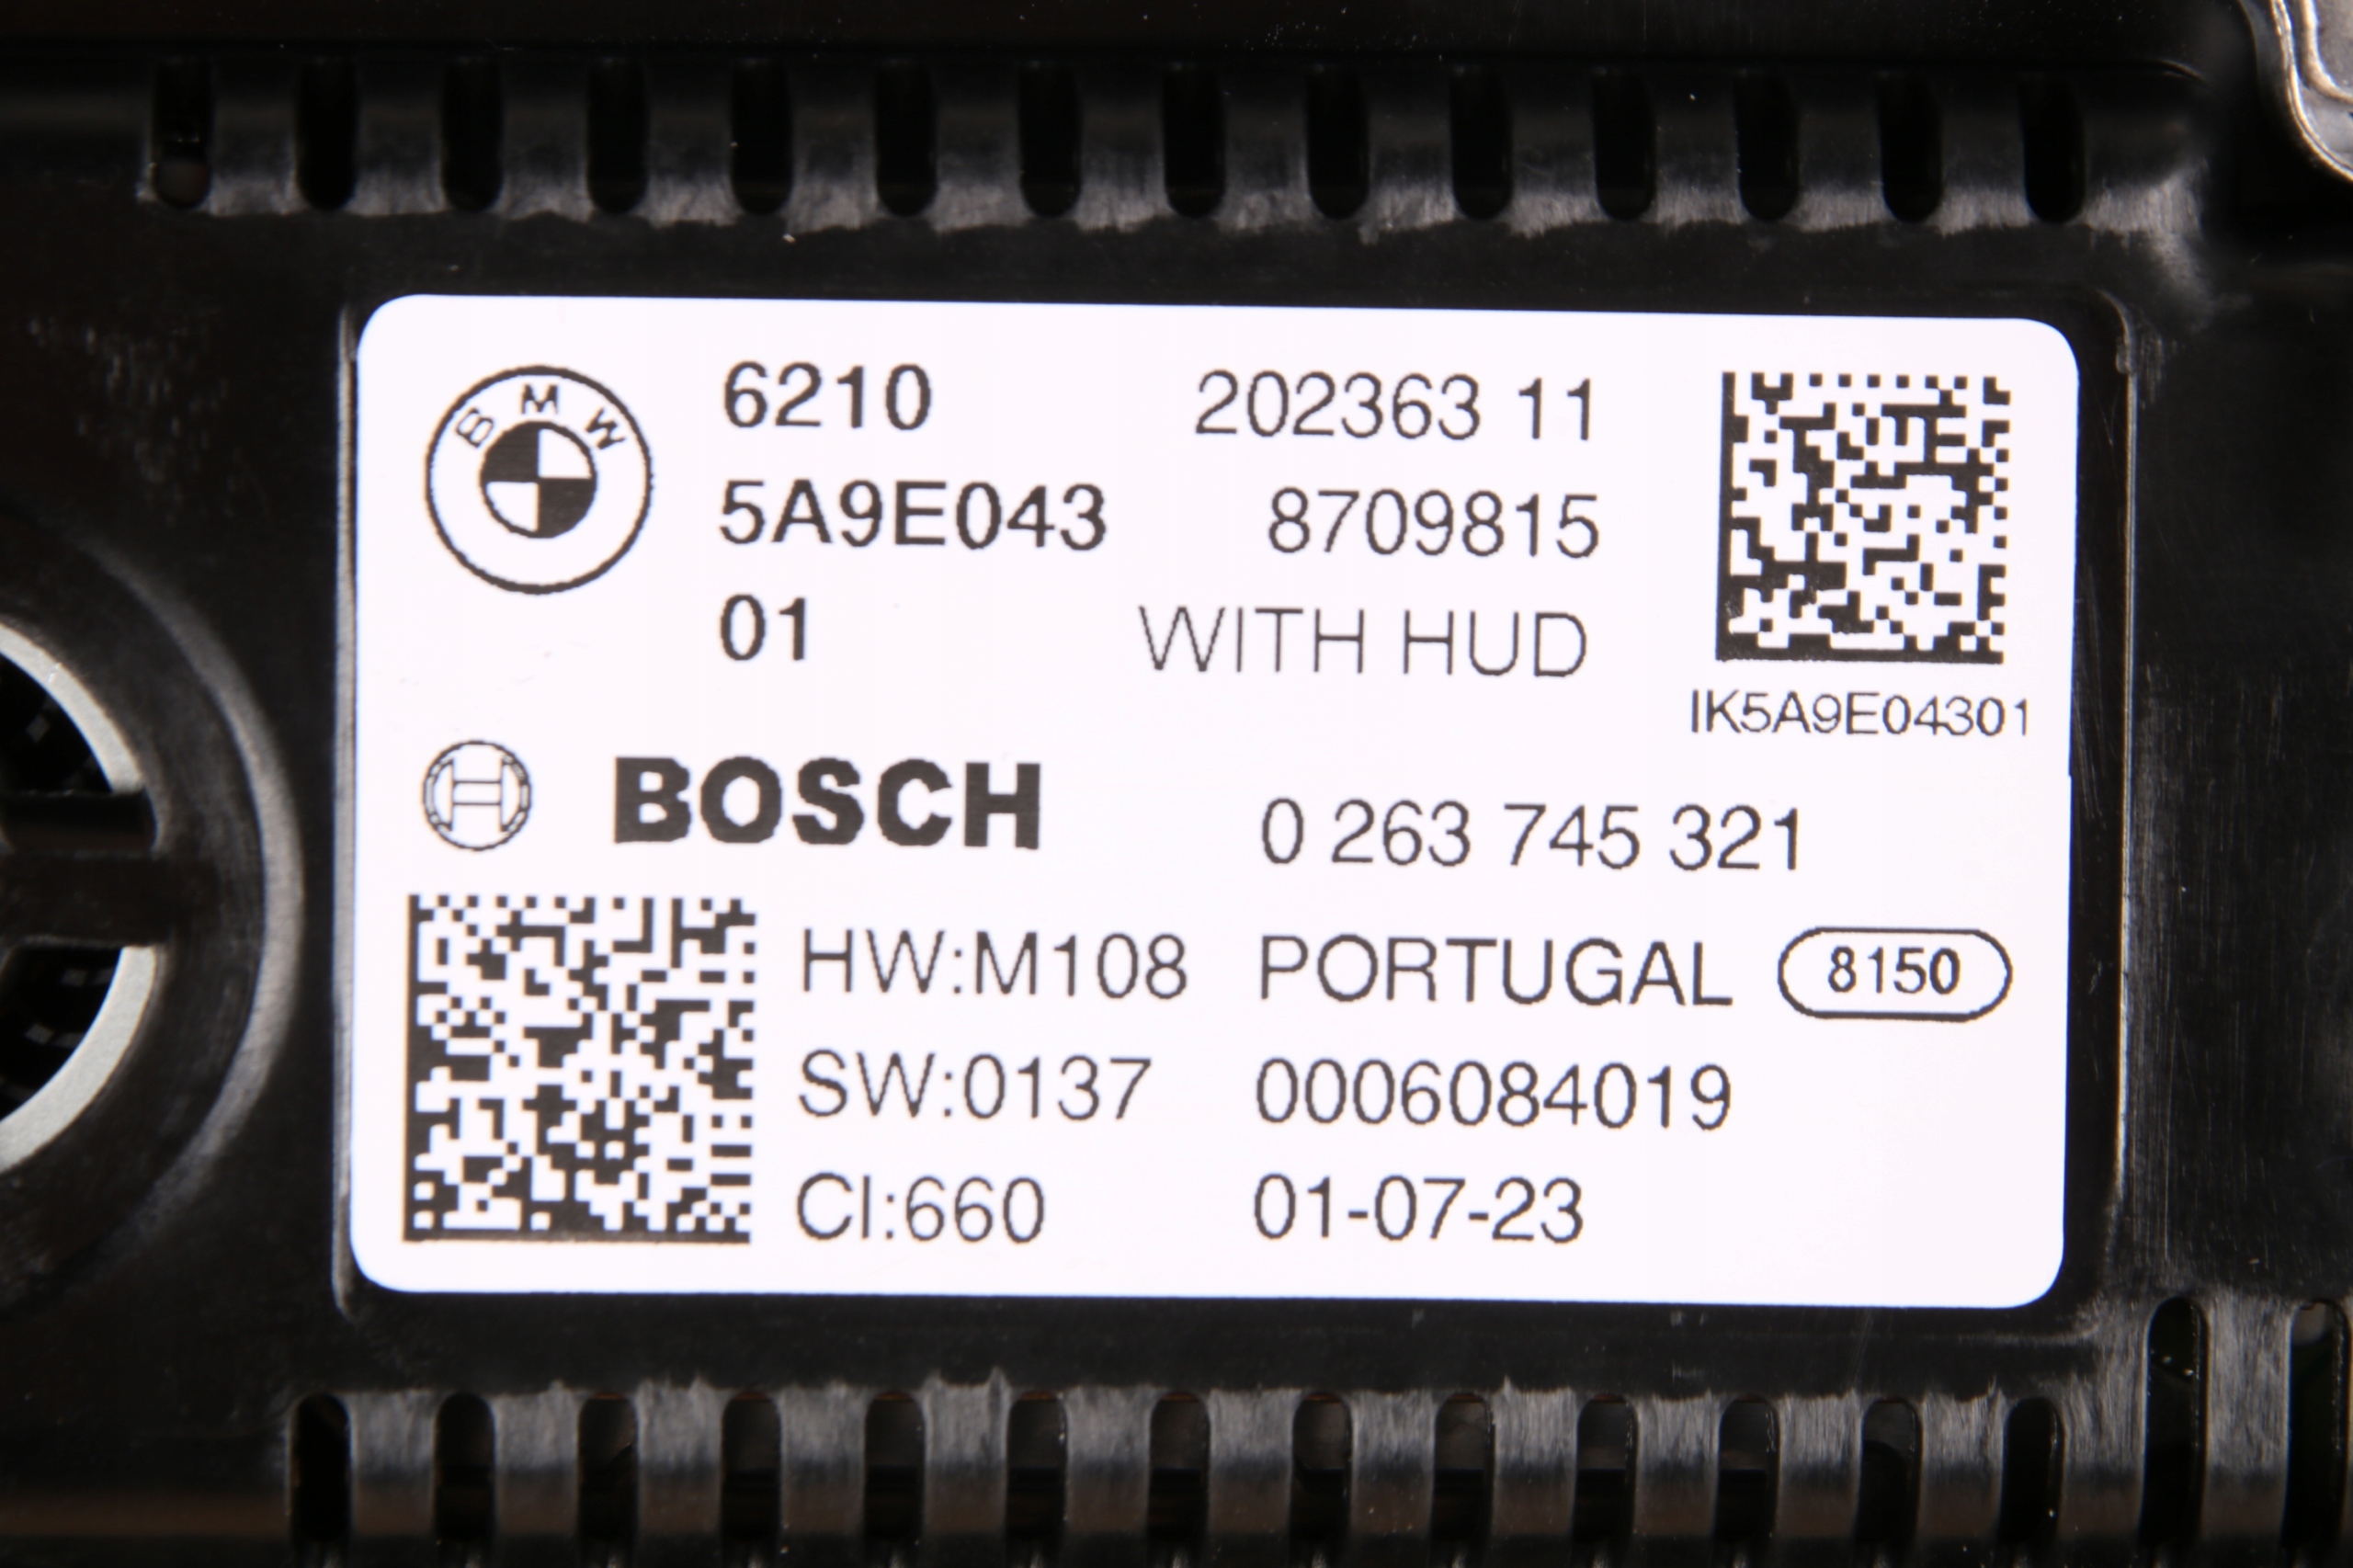 BMW
6210 202363 11
5A9E043 8709815
01 WITH HUD
IK5A9E04301
BOSCH 0 263 745 321
HW:M108 PORTUGAL 8150
SW:0137 0006084019
CI:660 01-07-23